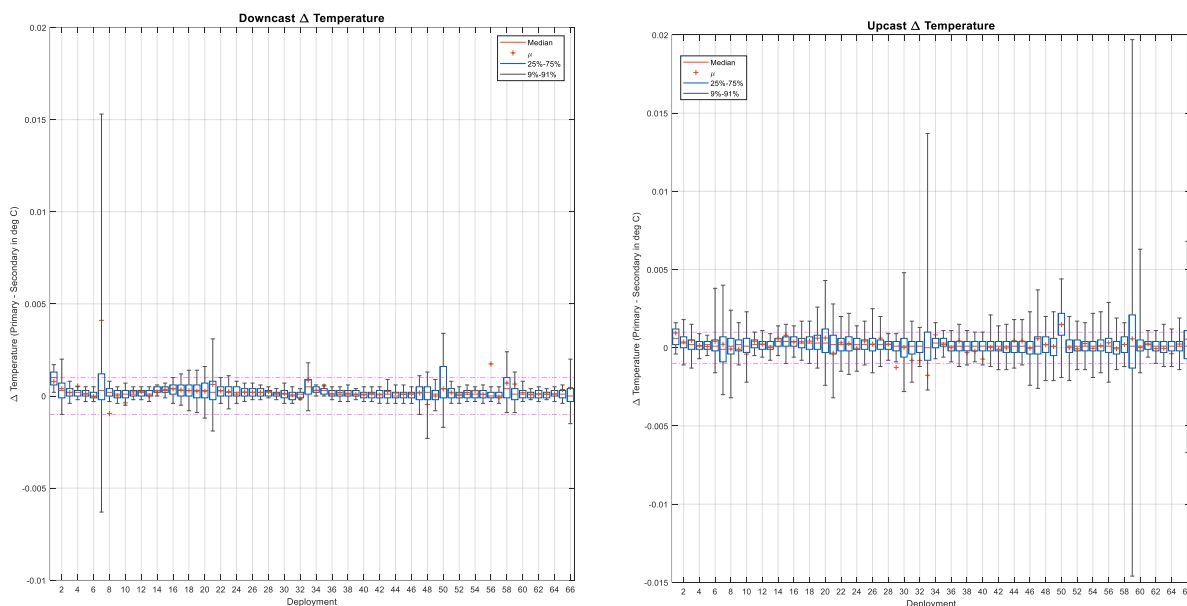 Downcast Δ Temperature
Median
μ
25%-75%
9%-91%
0.02
0.015
0.01
0.005
0
-0.005
-0.01
Δ Temperature (Primary - Secondary in deg C)
2 4 6 8 10 12 14 16 18 20 22 24 26 28 30 32 34 36 38 40 42 44 46 48 50 52 54 56 58 60 62 64 66
Deployment
Upcast Δ Temperature
Median
μ
25%-75%
9%-91%
0.02
0.015
0.01
0.005
0
-0.005
-0.01
-0.015
Δ Temperature (Primary - Secondary in deg C)
2 4 6 8 10 12 14 16 18 20 22 24 26 28 30 32 34 36 38 40 42 44 46 48 50 52 54 56 58 60 62 64
Deployment